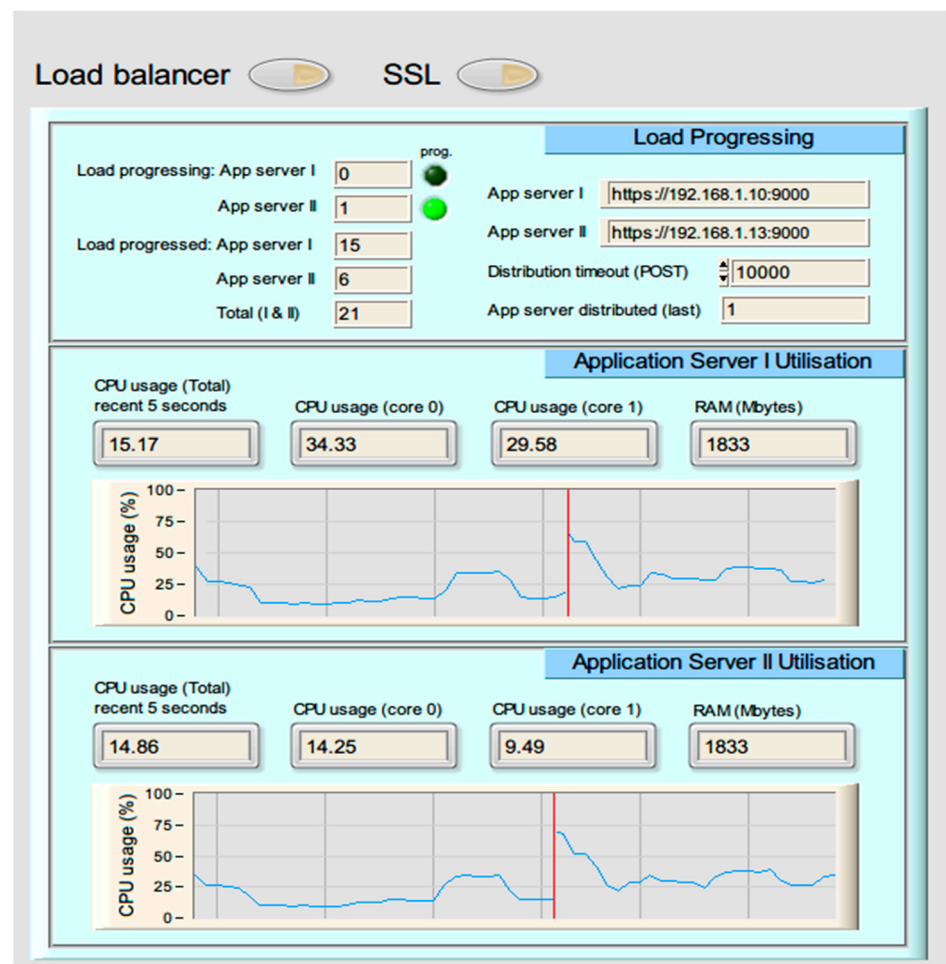 Load balancer SSL
Load Progressing
prog.
Load progressing: App server I 0
App server II 1
Load progressed: App server I 15
App server II 6
Total (I & II) 21
App server I https://192.168.1.10:9000
App server II https://192.168.1.13:9000
Distribution timeout (POST) 10000
App server distributed (last) 1
Application Server I Utilisation
CPU usage (Total)
recent 5 seconds
CPU usage (core 0)
CPU usage (core 1)
RAM (Mbytes)
15.17
34.33
29.58
1833
CPU usage (%)
100
75
50
25
0
Application Server II Utilisation
CPU usage (Total)
recent 5 seconds
CPU usage (core 0)
CPU usage (core 1)
RAM (Mbytes)
14.86
14.25
9.49
1833
CPU usage (%)
100
75
50
25
0